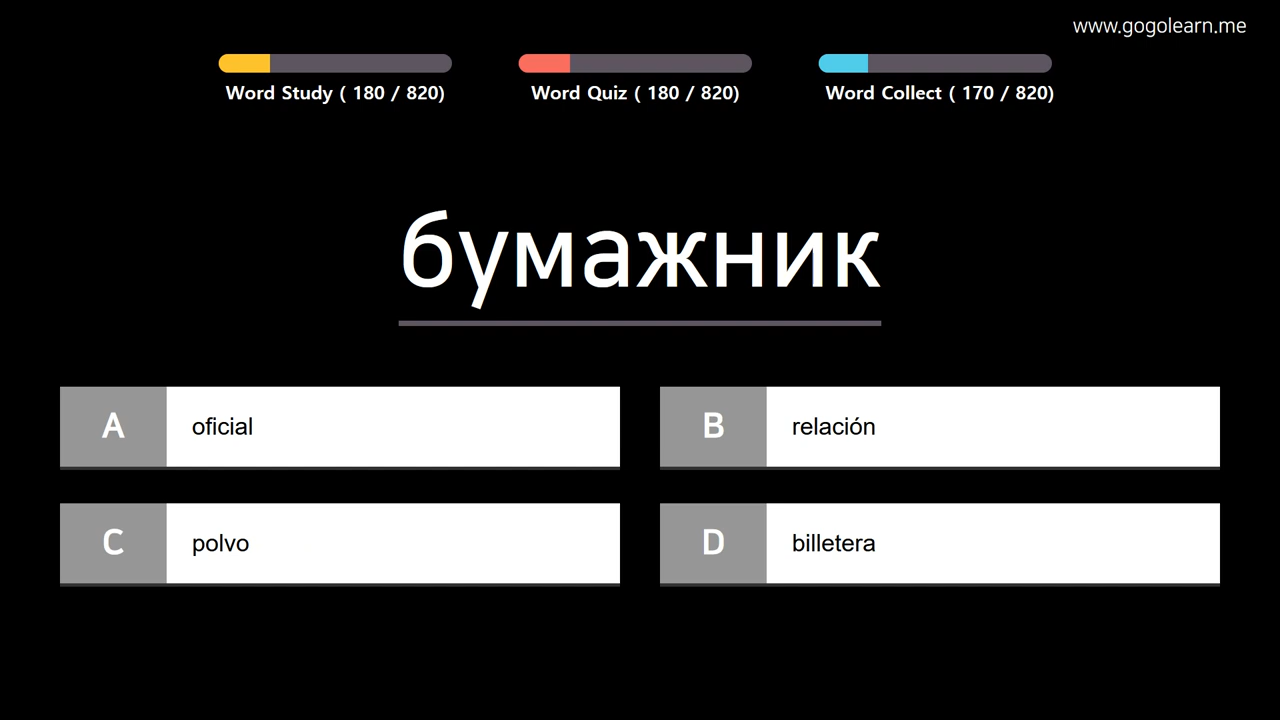 www.gogolearn.me
Word Study ( 180 / 820)
Word Quiz ( 180 / 820)
Word Collect ( 170 / 820)
бумажник
A oficial
B relación
C polvo
D billetera